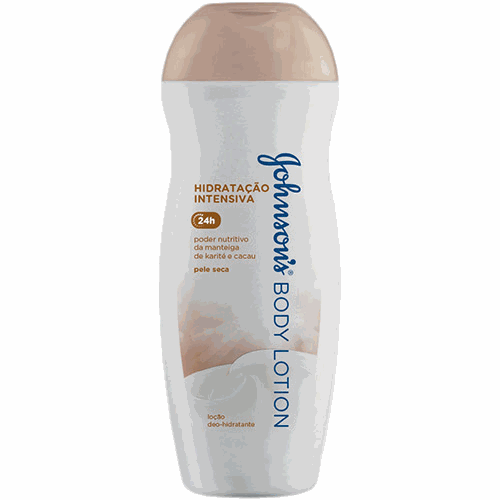 HIDRATAÇÃO
INTENSIVA
24h
poder nutritivo
da manteiga
de karité e cacau
pele seca
Johnson's® BODY LOTION
loção
deo-hidratante